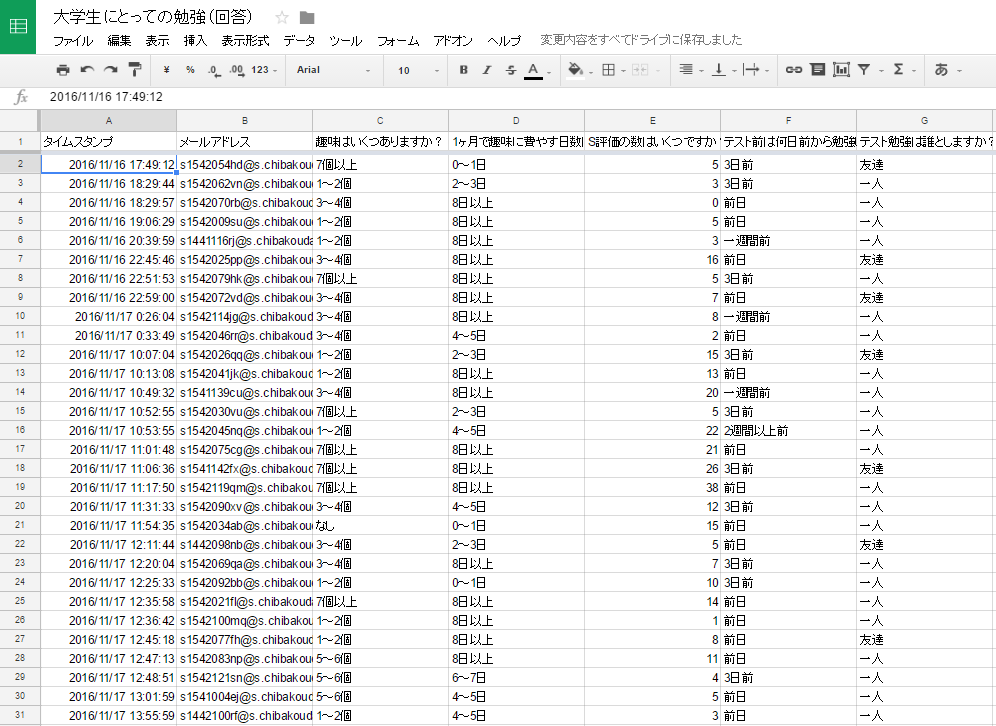 大学生にとっての勉強（回答）
ファイル 編集 表示 挿入 表示形式 データ ツール フォーム アドオン ヘルプ 変更内容をすべてドライブに保存しました
¥ % .0 .00 123 Arial 10 B I S A Σ あ
fx 2016/11/16 17:49:12
A B C D E F G
1 タイムスタンプ メールアドレス 趣味はいくつありますか？ 1ヶ月で趣味に費やす日数 S評価の数はいくつですか テスト前は何日前から勉強 テスト勉強は誰としますか？
2 2016/11/16 17:49:12 s1542054hd@s.chibakoud 7個以上 0～1日 5 3日前 友達
3 2016/11/16 18:29:44 s1542062vn@s.chibakoud 1～2個 2～3日 3 3日前 一人
4 2016/11/16 18:29:57 s1542070rb@s.chibakoud 3～4個 8日以上 0 前日 一人
5 2016/11/16 19:06:29 s1542009su@s.chibakoud 1～2個 8日以上 5 前日 一人
6 2016/11/16 20:39:59 s1441116rj@s.chibakouda 1～2個 8日以上 3 一週間前 一人
7 2016/11/16 22:45:46 s1542025pp@s.chibakoud 3～4個 8日以上 16 前日 友達
8 2016/11/16 22:51:53 s1542079hk@s.chibakoud 7個以上 8日以上 5 3日前 一人
9 2016/11/16 22:59:00 s1542072vd@s.chibakoud 3～4個 8日以上 7 前日 友達
10 2016/11/17 0:26:04 s1542114jg@s.chibakoud 3～4個 8日以上 8 一週間前 一人
11 2016/11/17 0:33:49 s1542046rr@s.chibakoud 3～4個 4～5日 2 前日 一人
12 2016/11/17 10:07:04 s1542026qq@s.chibakoud 1～2個 2～3日 15 3日前 友達
13 2016/11/17 10:13:08 s1542041jk@s.chibakoud 1～2個 8日以上 13 前日 一人
14 2016/11/17 10:49:32 s1541139cu@s.chibakoud 3～4個 8日以上 20 一週間前 一人
15 2016/11/17 10:52:55 s1542030vu@s.chibakoud 7個以上 2～3日 5 3日前 一人
16 2016/11/17 10:53:55 s1542045nq@s.chibakoud 1～2個 4～5日 22 2週間以上前 一人
17 2016/11/17 11:01:48 s1542075cg@s.chibakoud 7個以上 8日以上 21 前日 一人
18 2016/11/17 11:06:36 s1541142fx@s.chibakoud 7個以上 8日以上 26 3日前 友達
19 2016/11/17 11:17:50 s1542119qm@s.chibakou 7個以上 8日以上 38 前日 一人
20 2016/11/17 11:31:33 s1542090xv@s.chibakoud 3～4個 4～5日 12 3日前 一人
21 2016/11/17 11:54:35 s1542034ab@s.chibakoud なし 0～1日 15 前日 一人
22 2016/11/17 12:11:44 s1442098nb@s.chibakoud 3～4個 2～3日 5 前日 友達
23 2016/11/17 12:20:04 s1542069qa@s.chibakoud 3～4個 8日以上 7 3日前 一人
24 2016/11/17 12:25:33 s1542092bb@s.chibakoud 1～2個 0～1日 10 3日前 一人
25 2016/11/17 12:35:58 s1542021fl@s.chibakouda 7個以上 8日以上 14 前日 一人
26 2016/11/17 12:36:42 s1542100mq@s.chibakou 1～2個 8日以上 1 前日 一人
27 2016/11/17 12:45:18 s1542077fh@s.chibakoud 1～2個 8日以上 8 前日 友達
28 2016/11/17 12:47:13 s1542083np@s.chibakoud 5～6個 8日以上 11 前日 一人
29 2016/11/17 12:48:51 s1542121sn@s.chibakoud 5～6個 6～7日 4 3日前 一人
30 2016/11/17 13:01:59 s1541004ej@s.chibakoud 5～6個 4～5日 5 前日 一人
31 2016/11/17 13:55:59 s1442100rf@s.chibakoud 1～2個 4～5日 3 前日 一人